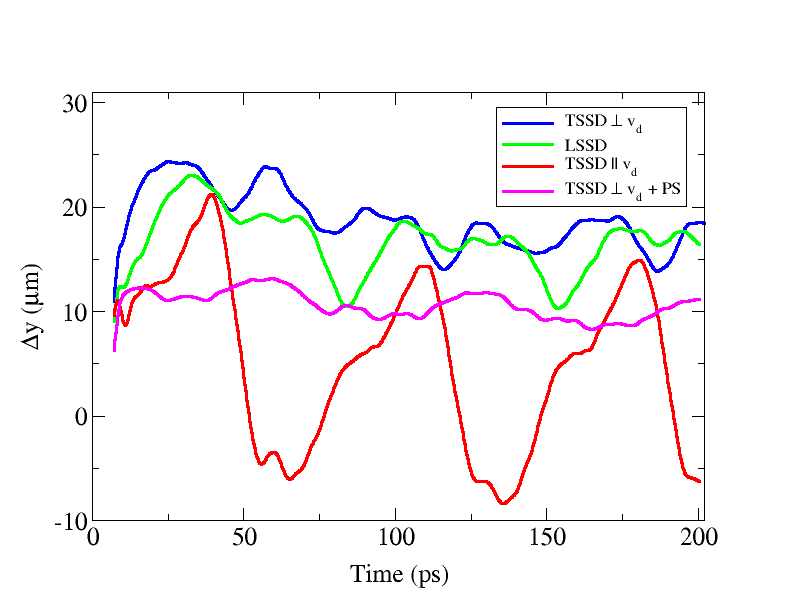 30
20
10
0
-10
0 50 100 150 200
Δy (μm)
Time (ps)
TSSD ⊥ v_d
LSSD
TSSD ∥ v_d
TSSD ⊥ v_d + PS